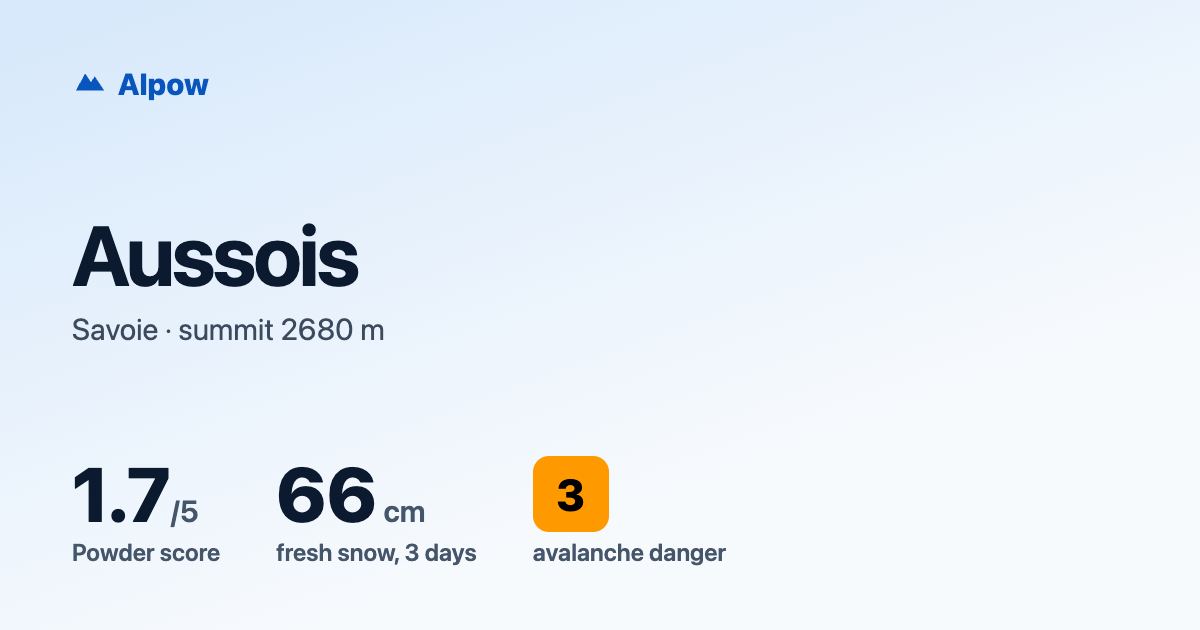 Alpow
Aussois
Savoie · summit 2680 m
1.7/5
Powder score
66 cm
fresh snow, 3 days
3
avalanche danger